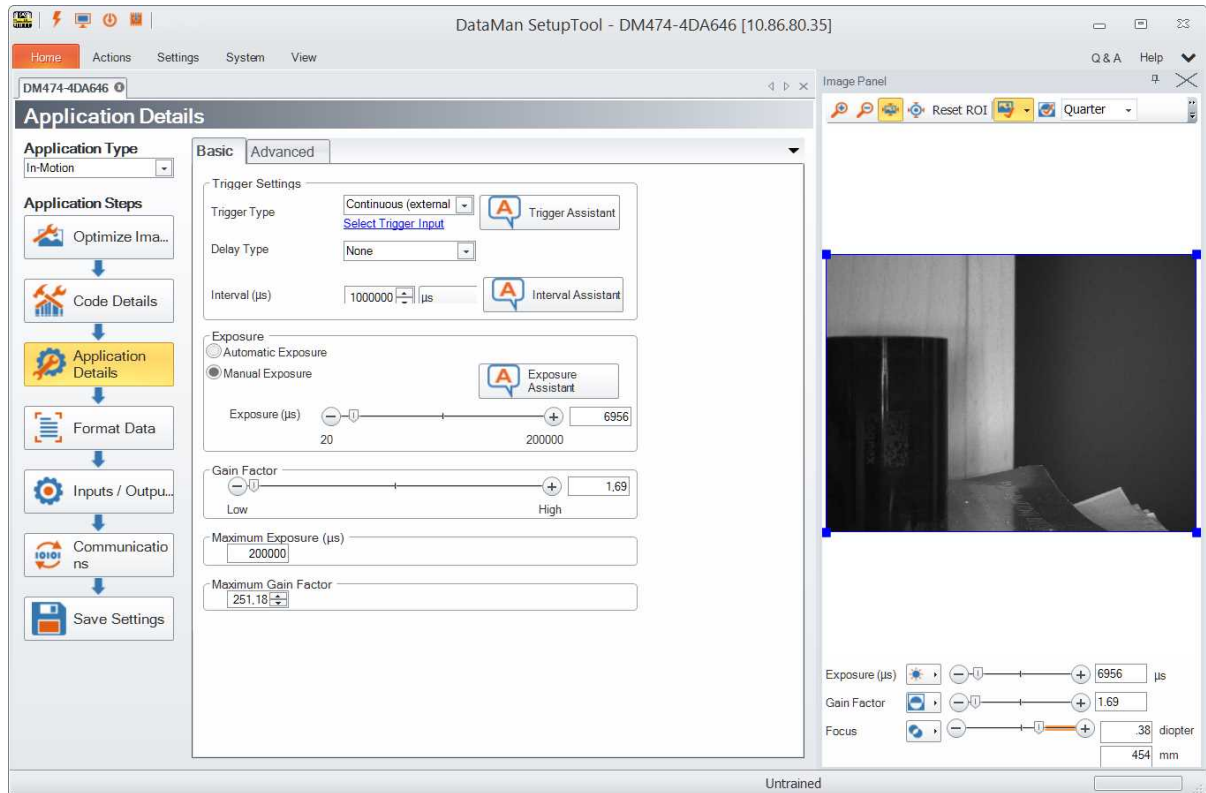 DataMan SetupTool - DM474-4DA646 [10.86.80.35]
Home Actions Settings System View Q & A Help
DM474-4DA646
Application Details
Application Type
In-Motion
Application Steps
Optimize Ima...
Code Details
Application
Details
Format Data
Inputs / Outpu...
Communicatio
ns
Save Settings
Basic Advanced
Trigger Settings
Trigger Type Continuous (external Trigger Assistant
Select Trigger Input
Delay Type None
Interval (µs) 1000000 µs Interval Assistant
Exposure
Automatic Exposure
Manual Exposure Exposure
Assistant
Exposure (µs) 6956
20 200000
Gain Factor
1,69
Low High
Maximum Exposure (µs)
200000
Maximum Gain Factor
251,18
Image Panel
Reset ROI Quarter
Exposure (µs) 6956 µs
Gain Factor 1.69
Focus .38 diopter
454 mm
Untrained